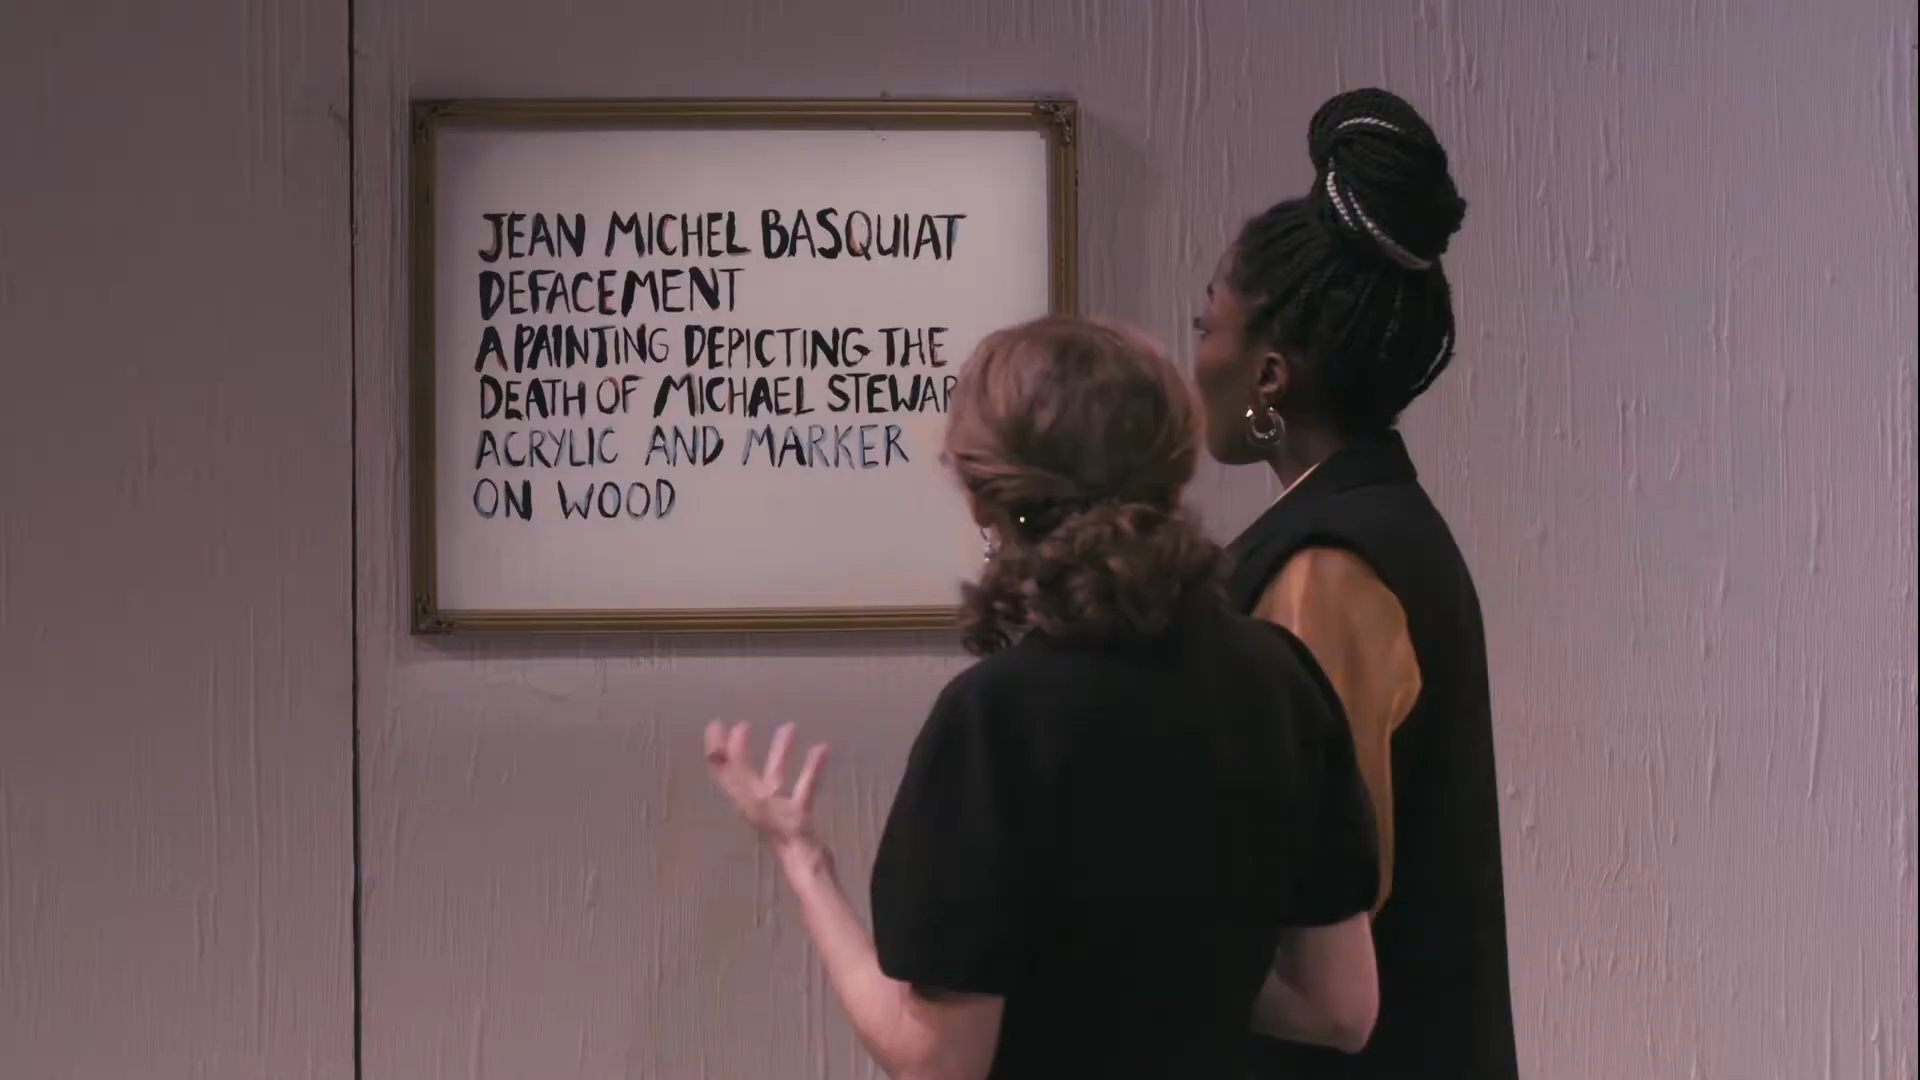 JEAN MICHEL BASQUIAT
DEFACEMENT
A PAINTING DEPICTING THE
DEATH OF MICHAEL
ACRYLIC AND MARKER
ON WOOD